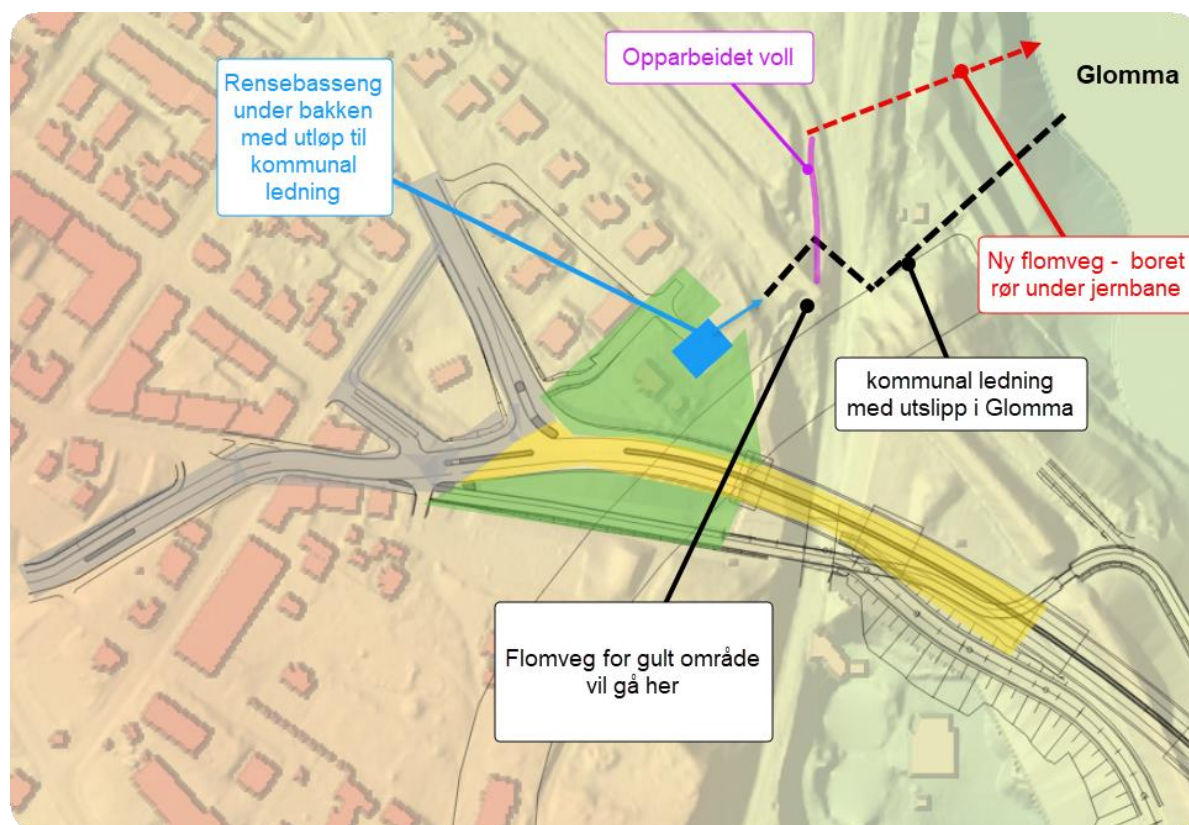 Opparbeidet voll
Glomma
Rensebasseng
under bakken
med utløp til
kommunal
ledning
Ny flomveg - boret
rør under jernbane
kommunal ledning
med utslipp i Glomma
Flomveg for gult område
vil gå her